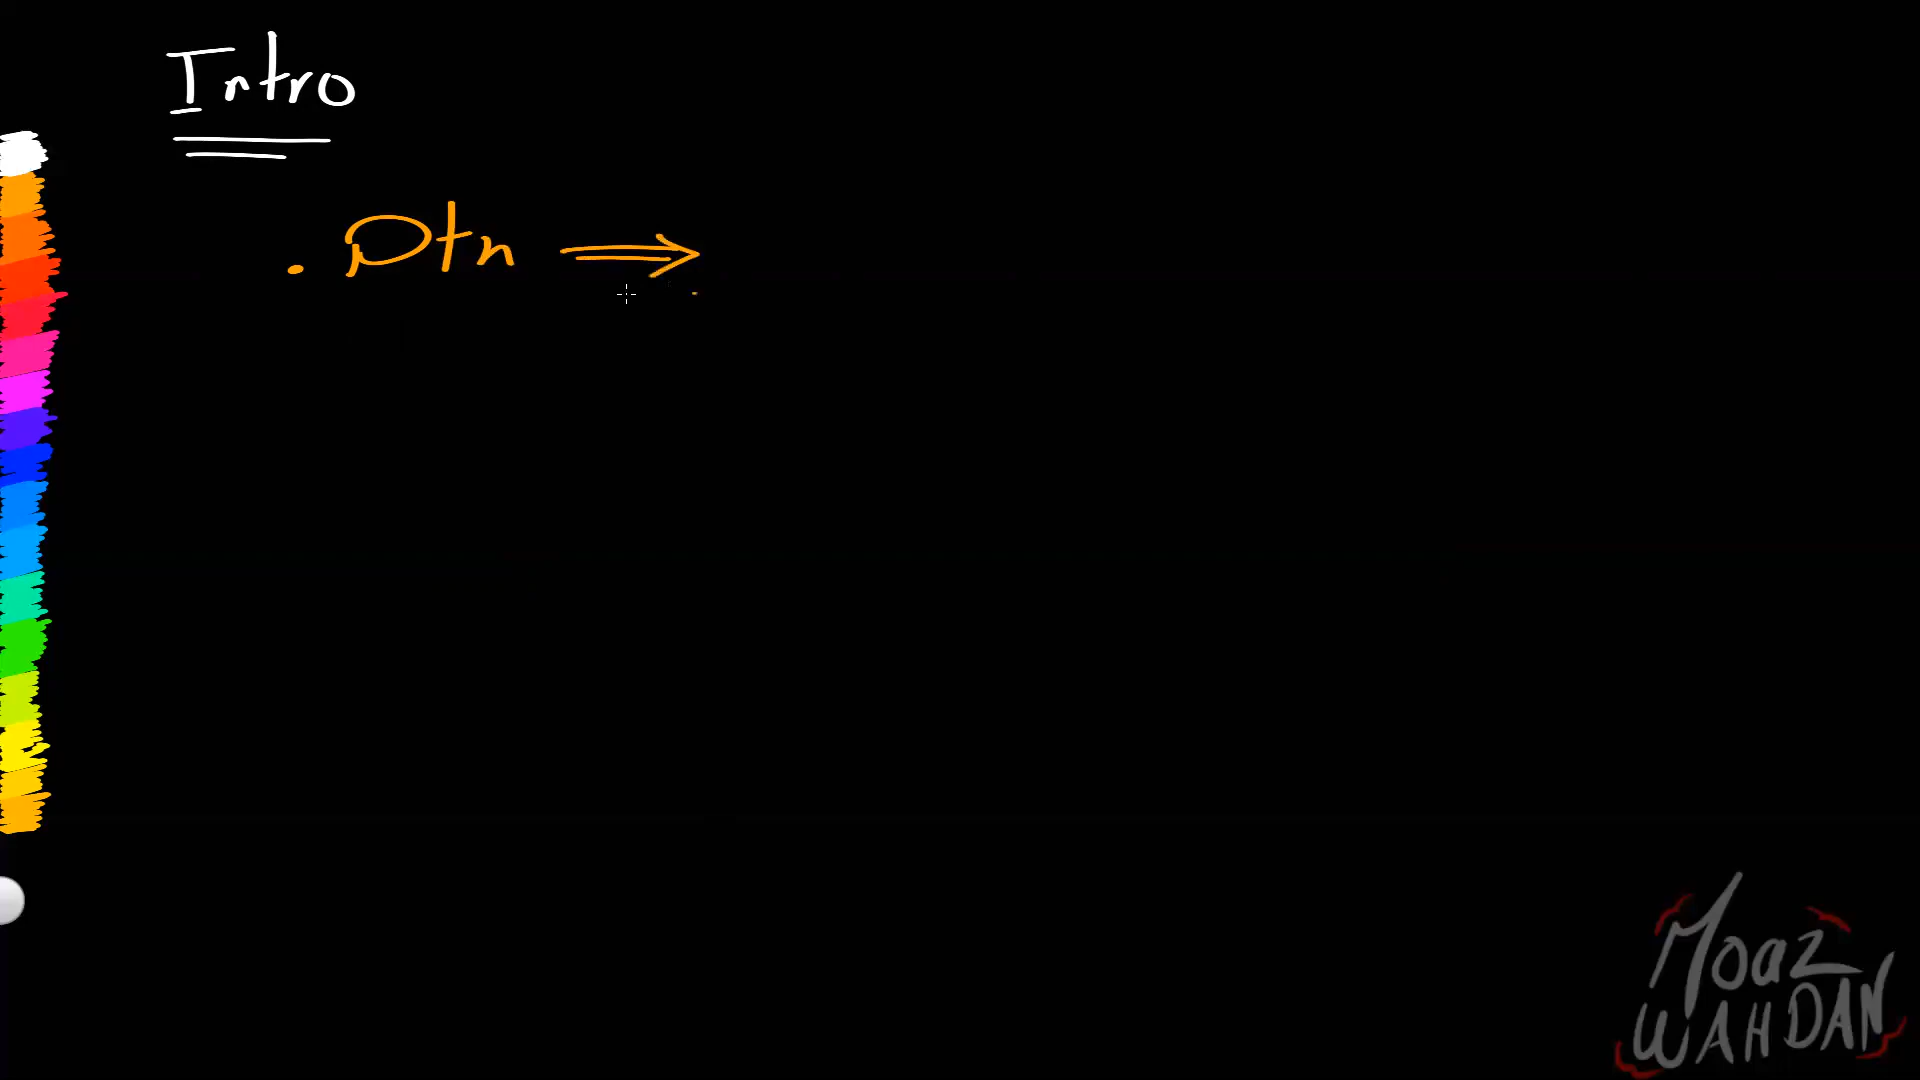 Intro
. Ptn ⇒
Moaz
WAHDAN